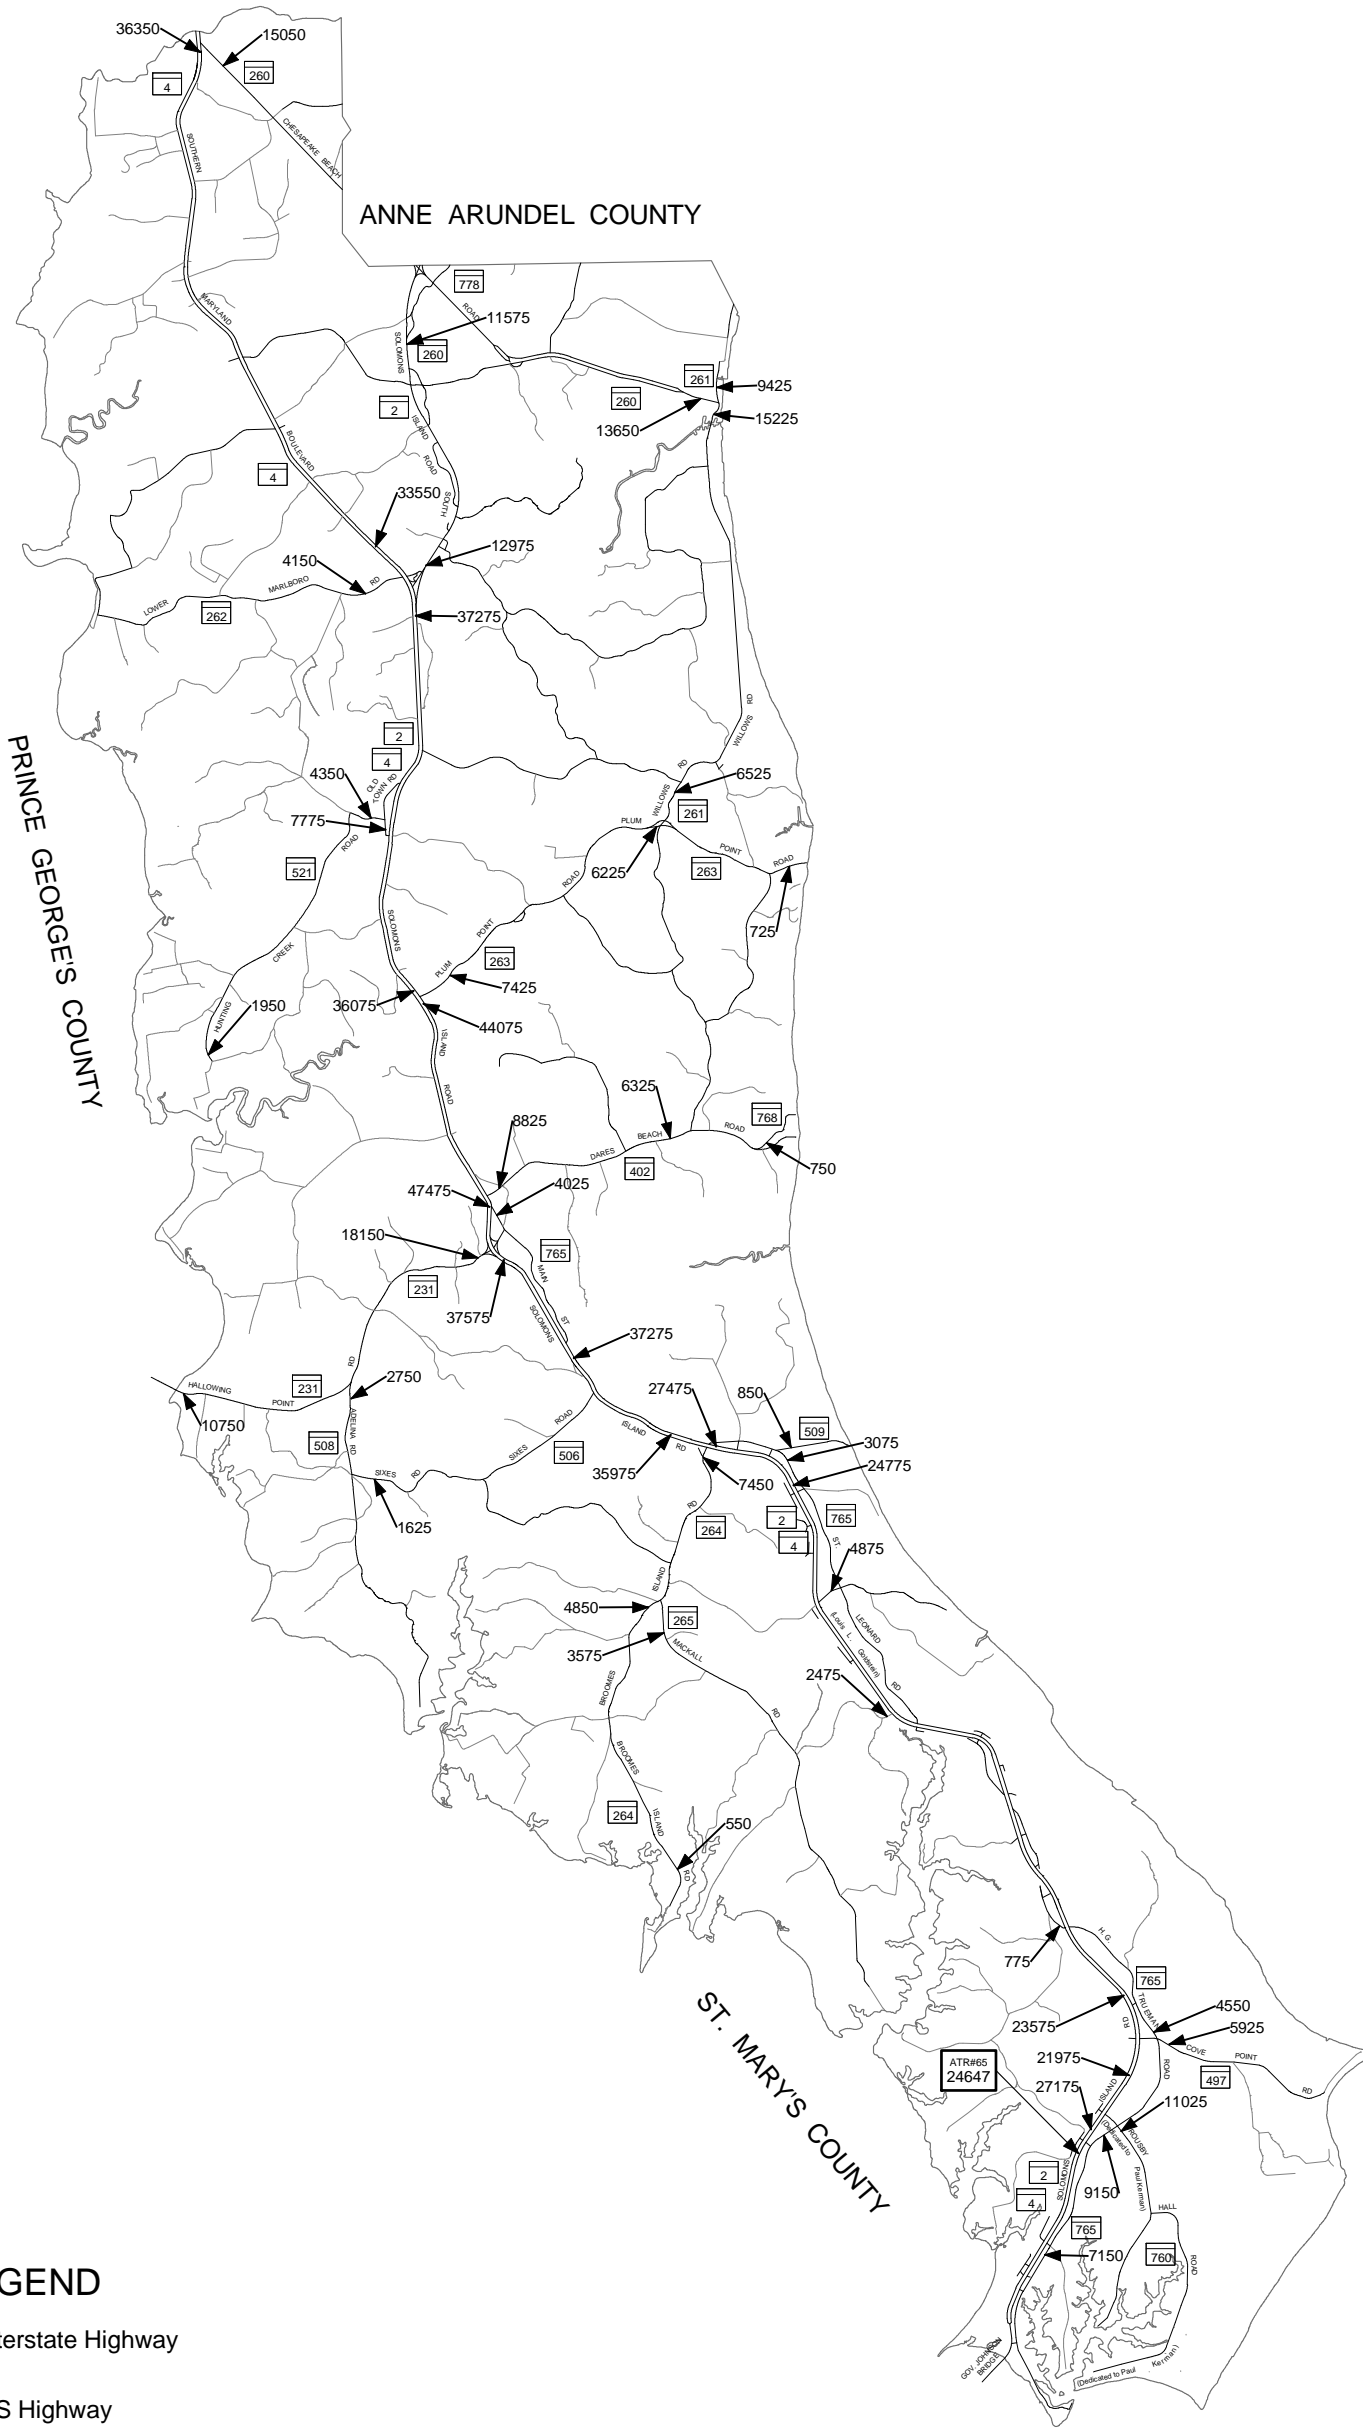 36350
15050
260
4
SOUTHERN
CHESAPEAKE BEACH
ANNE ARUNDEL COUNTY
778
ROAD
MARYLAND
11575
SOLOMONS
260
261
9425
260
2
13650
15225
ISLAND
BOULEVARD
ROAD
4
33550
SOUTH
12975
4150
MARLBORO
RD
LOWER
262
37275
RD
WILLOWS
2
4
PRINCE GEORGE'S COUNTY
4350
OLD
TOWN RD
RD
6525
WILLOWS
261
7775
PLUM
ROAD
POINT
ROAD
521
6225
263
ROAD
SOLOMONS
725
POINT
CREEK
263
PLUM
7425
HUNTING
1950
36075
44075
ISLAND
ROAD
6325
768
8825
BEACH
ROAD
DARES
402
750
47475
4025
18150
765
MAIN
231
ST
37575
SOLOMONS
37275
RD
HALLOWING
231
POINT
2750
27475
850
10750
ADELINA RD
ROAD
ISLAND
RD
509
508
SIXES
506
3075
35975
24775
SIXES
RD
7450
RD
1625
264
2
765
4
ST.
4875
ISLAND
4850
265
(Louis L. Goldstein)
LEONARD
3575
MACKALL
RD
2475
BROOMES
RD
BROOMES
264
ISLAND
550
RD
775
H. G.
765
ST. MARY'S COUNTY
TRUEMAN
4550
23575
RD
5925
COVE
POINT
ATR#65
24647
21975
ROAD
497
RD
27175
ISLAND
11025
(Dedicated to
ROUSBY
2
SOLOMONS
9150
Paul Kerman)
4
HALL
765
7150
760
ROAD
GOV. JOHNSON
BRIDGE
(Dedicated to Paul
Kerman)
GEND
terstate Highway
S Highway